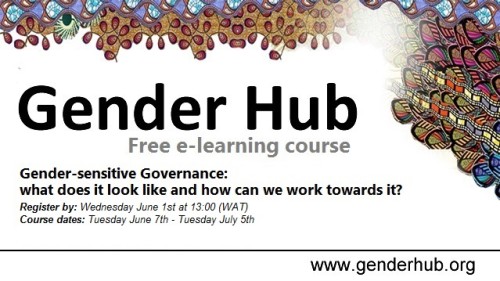 Gender Hub
Free e-learning course
Gender-sensitive Governance:
what does it look like and how can we work towards it?
Register by: Wednesday June 1st at 13:00 (WAT)
Course dates: Tuesday June 7th - Tuesday July 5th
www.genderhub.org